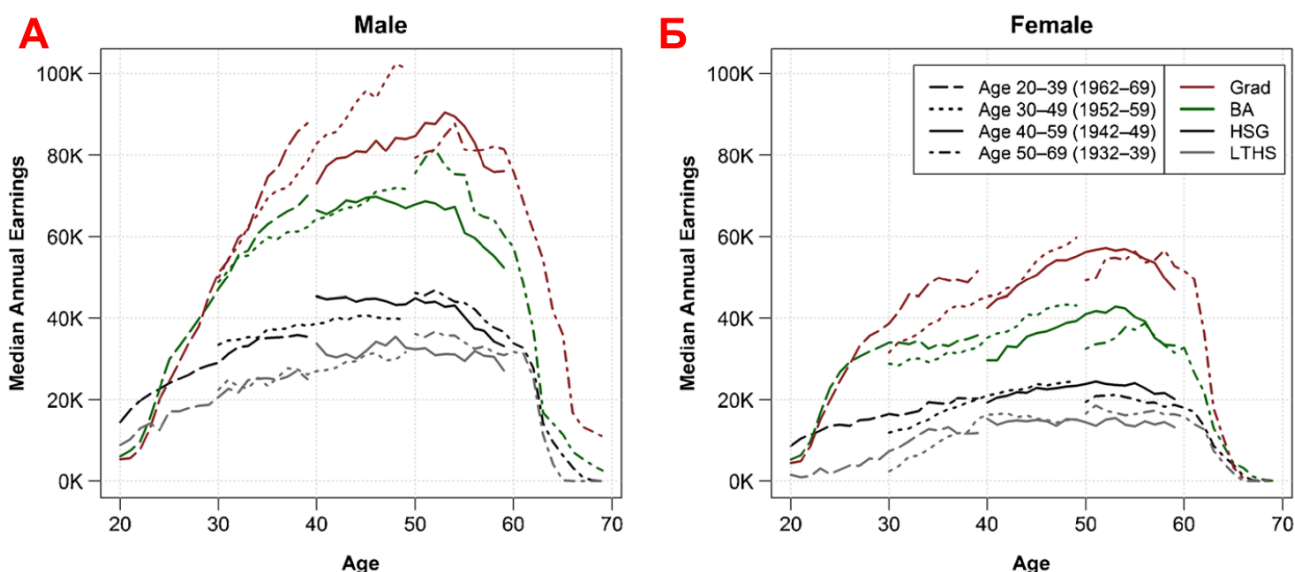 А
Male
Median Annual Earnings
100K
80K
60K
40K
20K
0K
20 30 40 50 60 70
Age
Б
Female
Age 20–39 (1962–69)
Age 30–49 (1952–59)
Age 40–59 (1942–49)
Age 50–69 (1932–39)
Grad
BA
HSG
LTHS
Median Annual Earnings
100K
80K
60K
40K
20K
0K
20 30 40 50 60 70
Age